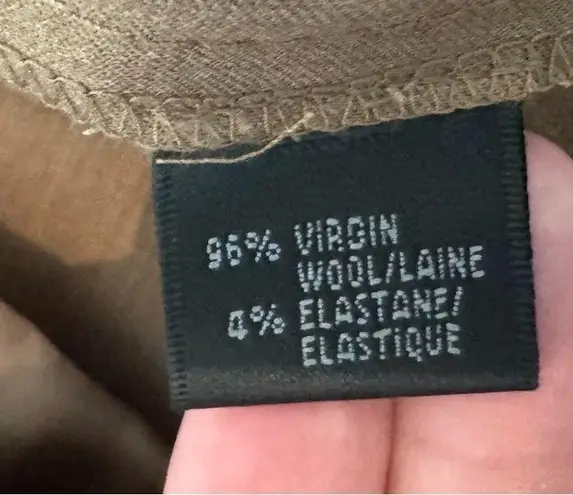 96% VIRGIN
WOOL/LAINE
4% ELASTANE/
ELASTIQUE